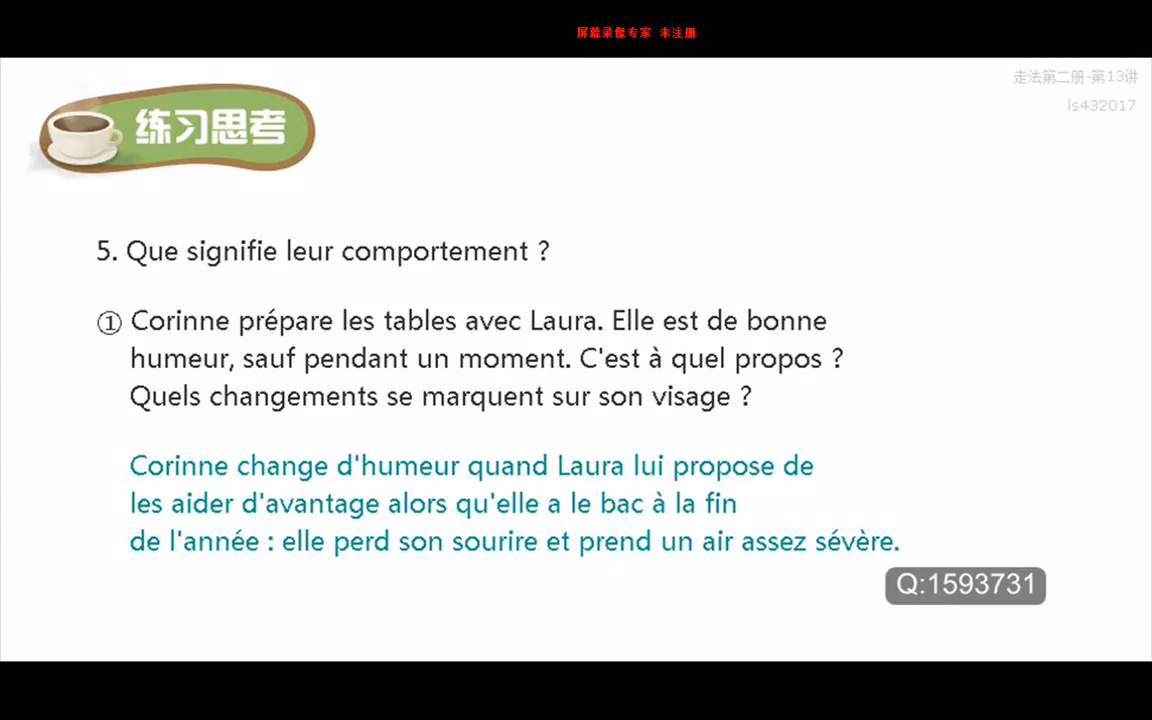 屏幕录像专家 未注册
走法第二册-第13讲
ls432017
练习思考
5. Que signifie leur comportement ?
① Corinne prépare les tables avec Laura. Elle est de bonne
humeur, sauf pendant un moment. C'est à quel propos ?
Quels changements se marquent sur son visage ?
Corinne change d'humeur quand Laura lui propose de
les aider d'avantage alors qu'elle a le bac à la fin
de l'année : elle perd son sourire et prend un air assez sévère.
Q:1593731